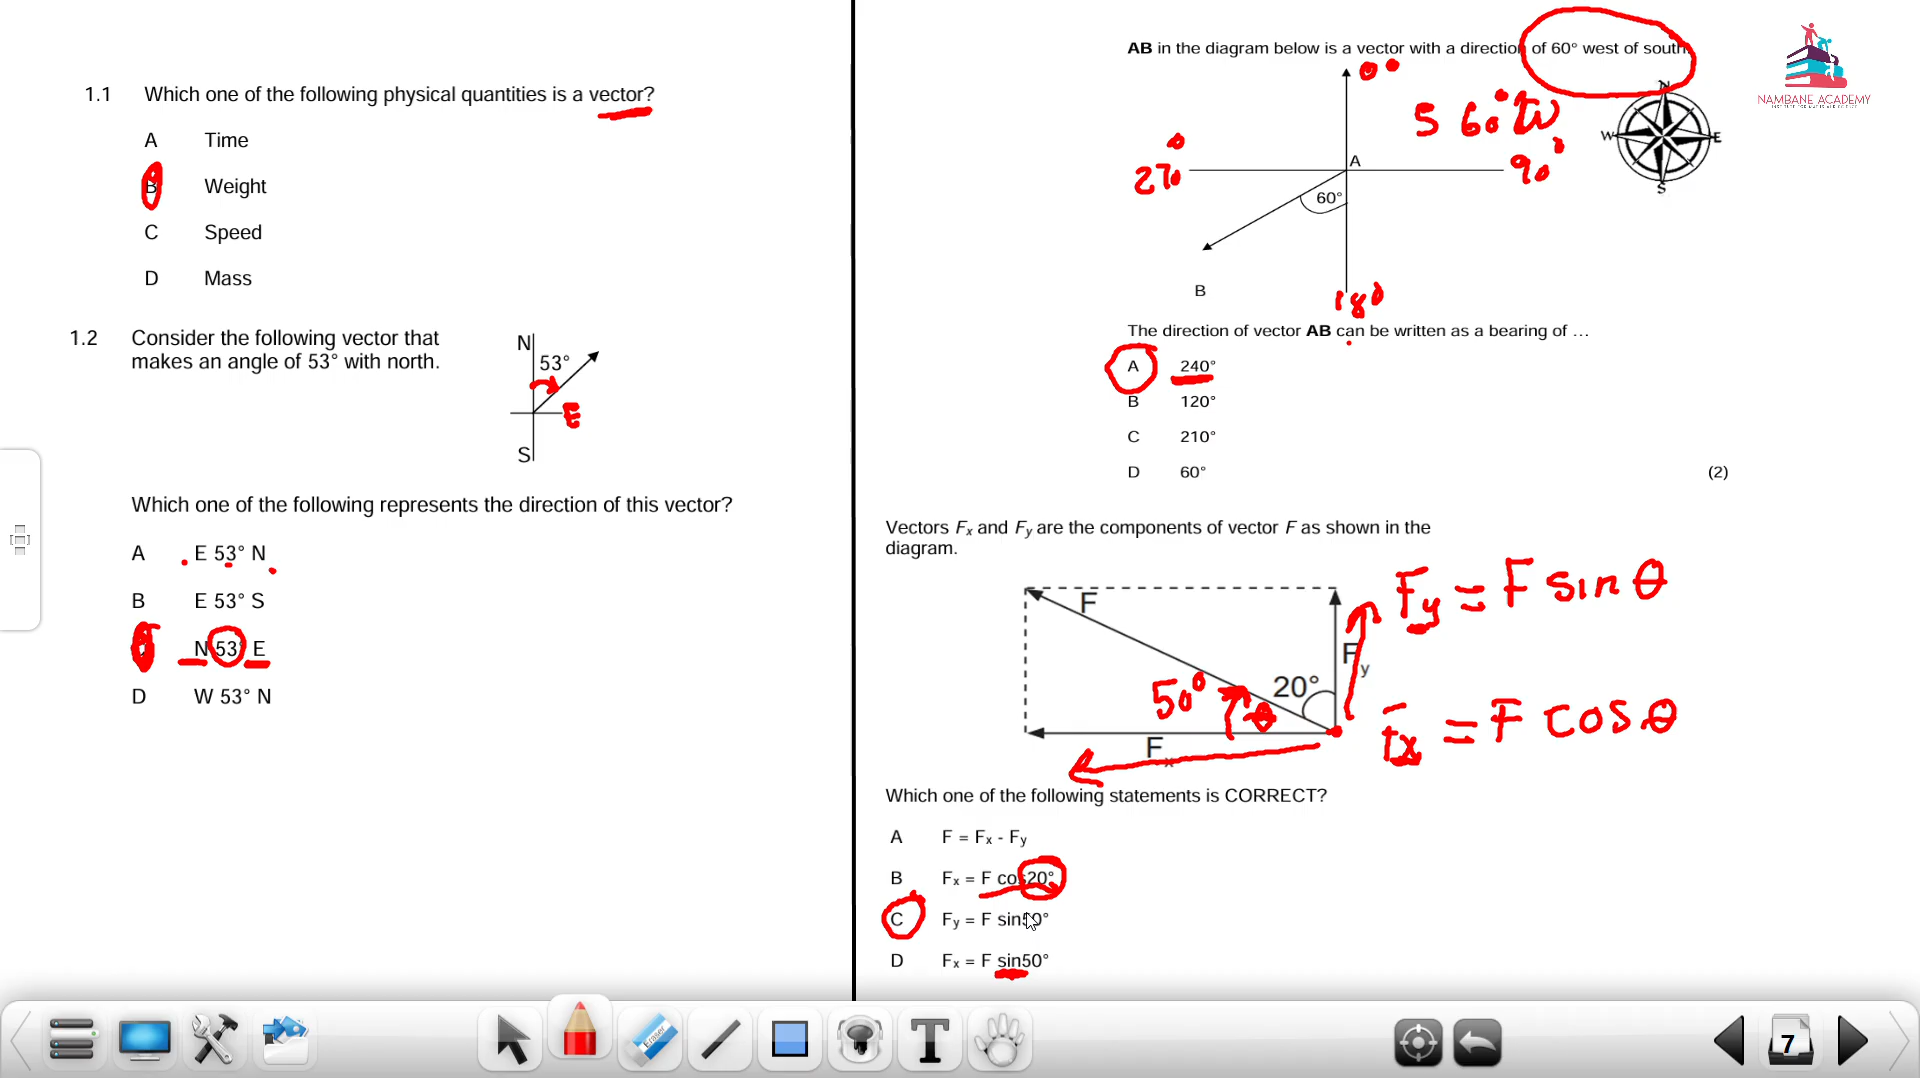 1.1 Which one of the following physical quantities is a vector?
A Time
B Weight
C Speed
D Mass
1.2 Consider the following vector that
makes an angle of 53° with north.
N
53°
E
S
Which one of the following represents the direction of this vector?
A E 53° N
B E 53° S
N 53° E
D W 53° N
AB in the diagram below is a vector with a direction of 60° west of south.
NAMBANE ACADEMY
0°
S 60° W
N
W E
S
A
270° 90°
60°
B
180
The direction of vector AB can be written as a bearing of …
A 240°
B 120°
C 210°
D 60°
(2)
Vectors Fx and Fy are the components of vector F as shown in the
diagram.
F
Fy = F sin θ
Fy
50° θ 20°
Fx = F cos θ
Fx
Which one of the following statements is CORRECT?
A F = Fx - Fy
B Fx = F cos20°
C Fy = F sin50°
D Fx = F sin50°
Eraser
T
7